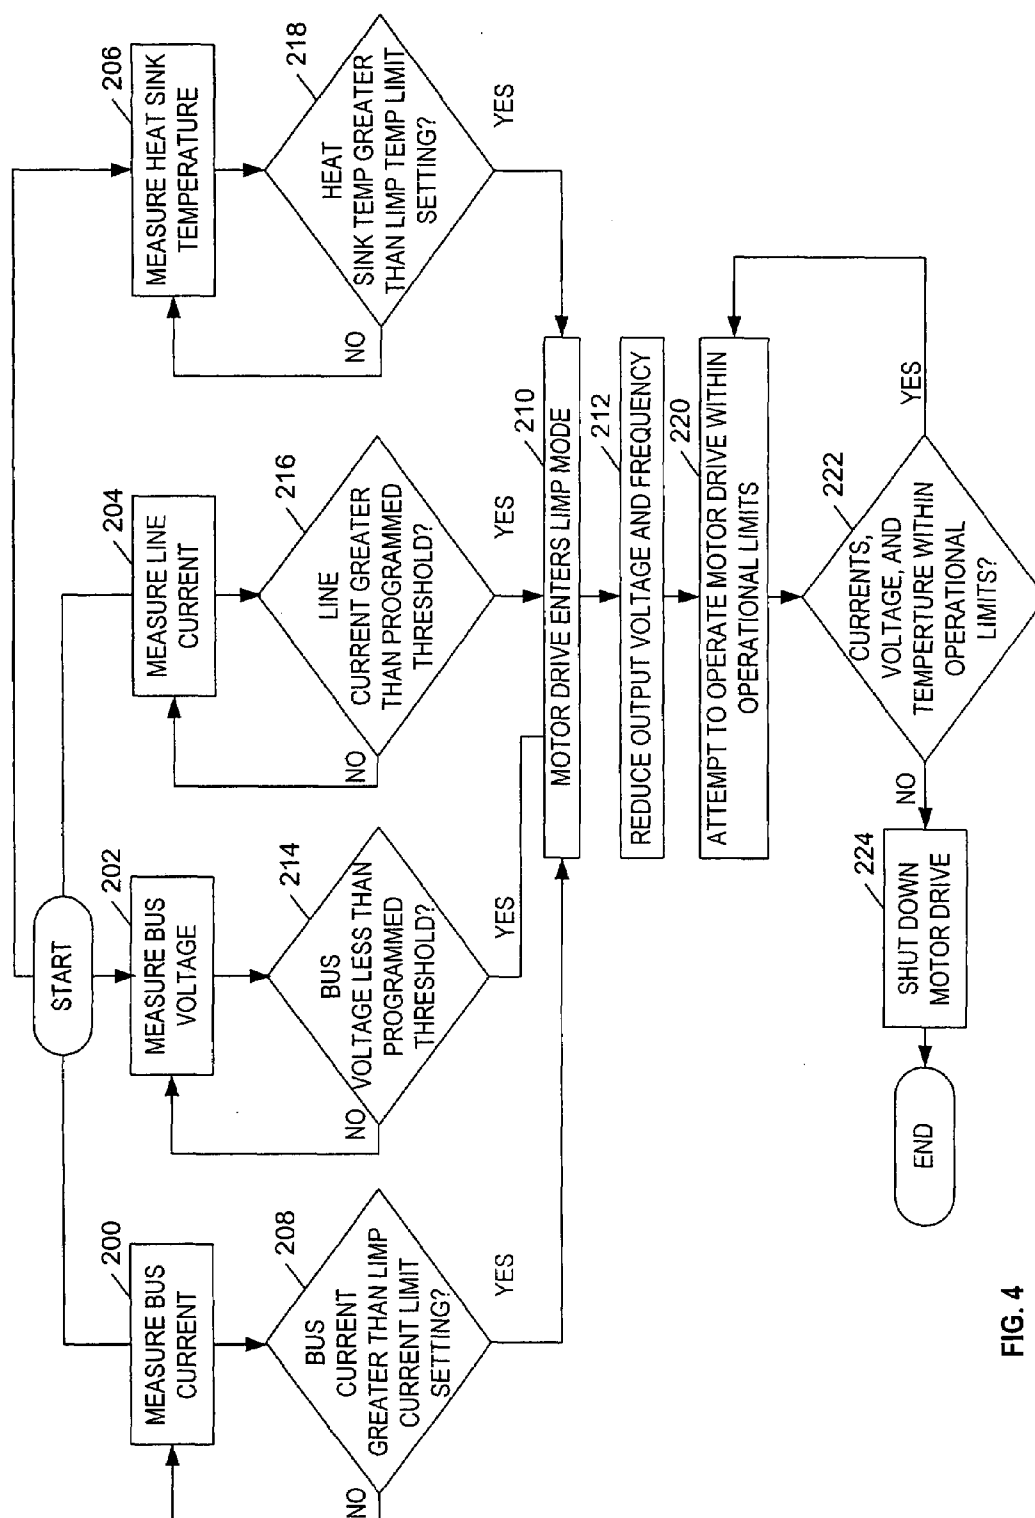 START
200
MEASURE BUS
CURRENT
202
MEASURE BUS
VOLTAGE
204
MEASURE LINE
CURRENT
206
MEASURE HEAT SINK
TEMPERATURE
208
BUS
CURRENT
GREATER THAN LIMP
CURRENT LIMIT
SETTING?
NO
YES
214
BUS
VOLTAGE LESS THAN
PROGRAMMED
THRESHOLD?
NO
YES
216
LINE
CURRENT GREATER
THAN PROGRAMMED
THRESHOLD?
NO
YES
218
HEAT
SINK TEMP GREATER
THAN LIMP TEMP LIMIT
SETTING?
NO
YES
210
MOTOR DRIVE ENTERS LIMP MODE
212
REDUCE OUTPUT VOLTAGE AND FREQUENCY
220
ATTEMPT TO OPERATE MOTOR DRIVE WITHIN
OPERATIONAL LIMITS
222
CURRENTS,
VOLTAGE, AND
TEMPERTURE WITHIN
OPERATIONAL
LIMITS?
YES
NO
224
SHUT DOWN
MOTOR DRIVE
END
FIG. 4